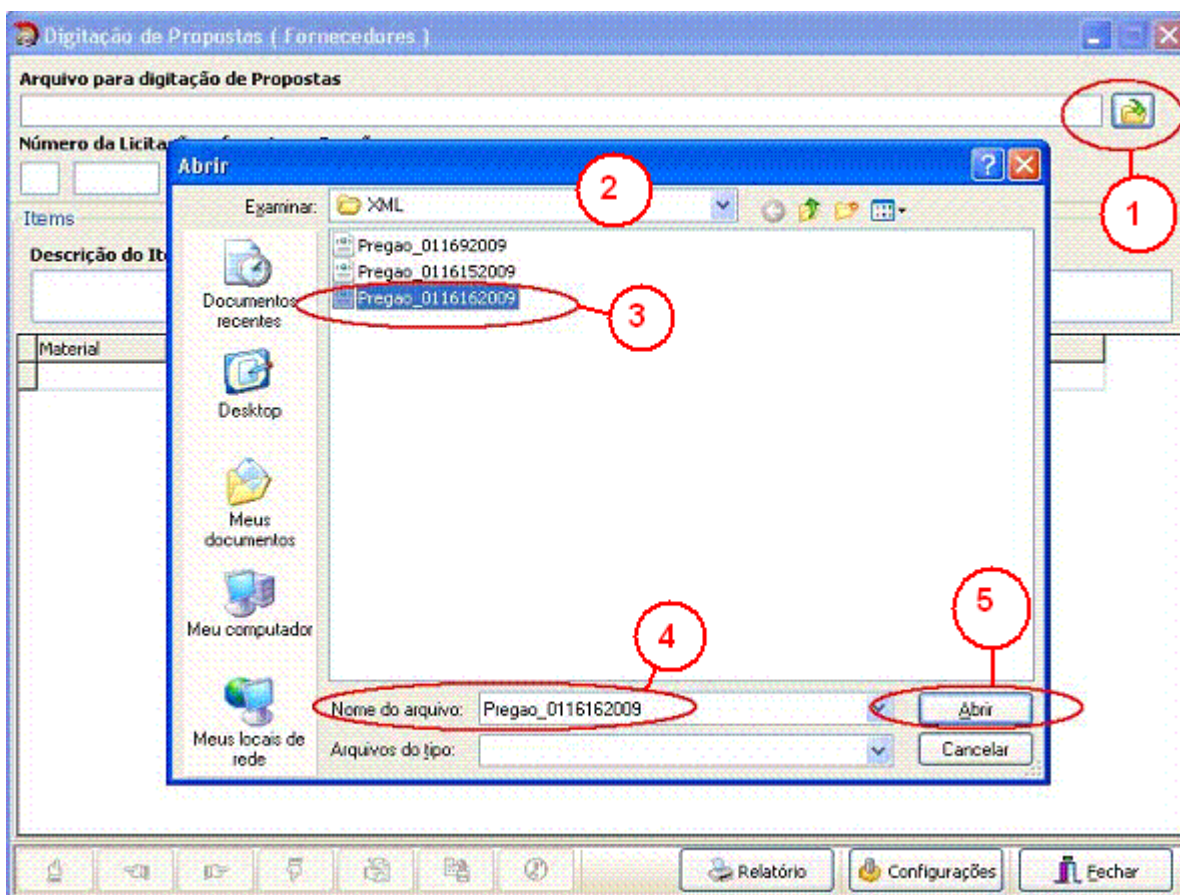 Digitação de Propostas ( Fornecedores )
Arquivo para digitação de Propostas
1
Número da Licita
Abrir
Examinar: XML
2
Items
Descrição do It
Material
Documentos recentes
Desktop
Meus documentos
Meu computador
Meus locais de rede
Pregao_011692009
Pregao_0116152009
Pregao_0116162009
3
4
5
Nome do arquivo: Pregao_0116162009 Abrir
Arquivos do tipo: Cancelar
Relatório Configurações Fechar